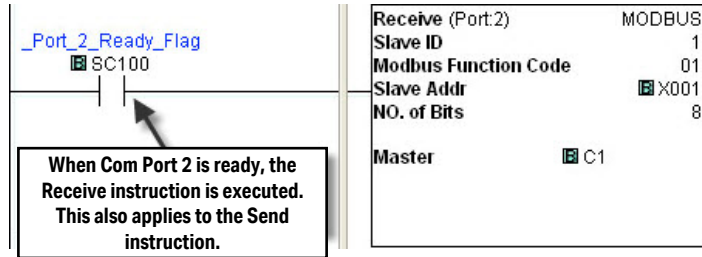 _Port_2_Ready_Flag
B SC100
When Com Port 2 is ready, the
Receive instruction is executed.
This also applies to the Send
instruction.
Receive (Port:2) MODBUS
Slave ID 1
Modbus Function Code 01
Slave Addr B X001
NO. of Bits 8
Master B C1